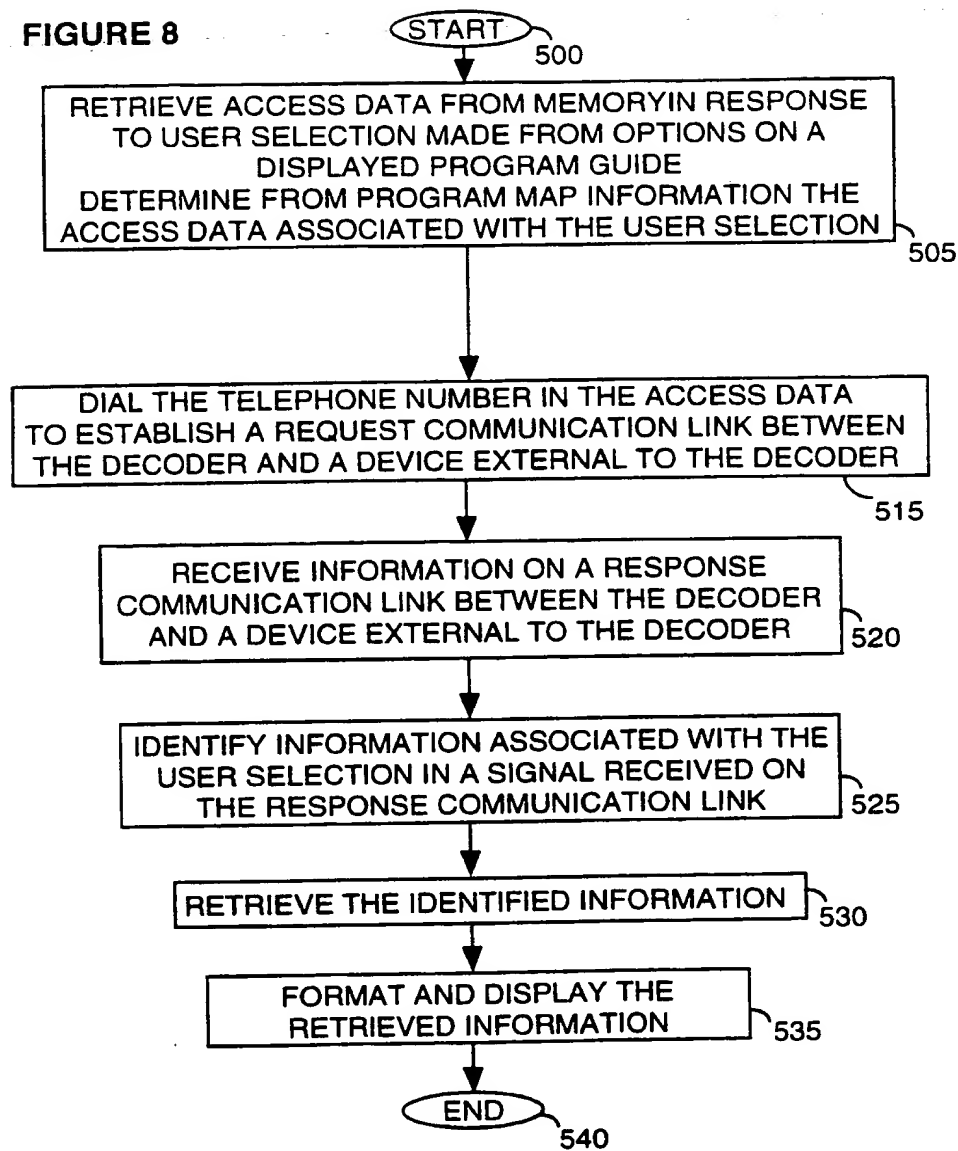 FIGURE 8
START
500
RETRIEVE ACCESS DATA FROM MEMORYIN RESPONSE
TO USER SELECTION MADE FROM OPTIONS ON A
DISPLAYED PROGRAM GUIDE
DETERMINE FROM PROGRAM MAP INFORMATION THE
ACCESS DATA ASSOCIATED WITH THE USER SELECTION
505
DIAL THE TELEPHONE NUMBER IN THE ACCESS DATA
TO ESTABLISH A REQUEST COMMUNICATION LINK BETWEEN
THE DECODER AND A DEVICE EXTERNAL TO THE DECODER
515
RECEIVE INFORMATION ON A RESPONSE
COMMUNICATION LINK BETWEEN THE DECODER
AND A DEVICE EXTERNAL TO THE DECODER
520
IDENTIFY INFORMATION ASSOCIATED WITH THE
USER SELECTION IN A SIGNAL RECEIVED ON
THE RESPONSE COMMUNICATION LINK
525
RETRIEVE THE IDENTIFIED INFORMATION
530
FORMAT AND DISPLAY THE
RETRIEVED INFORMATION
535
END
540